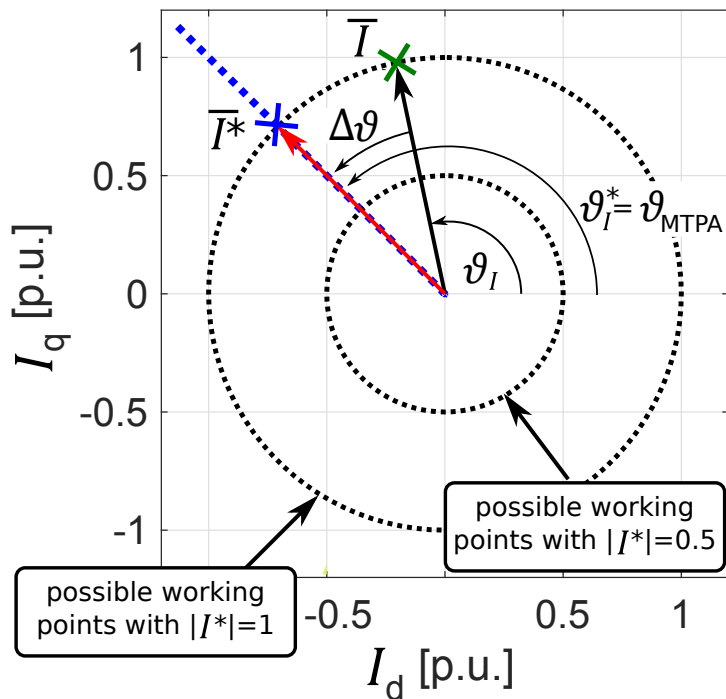 I
1
I*
Δϑ
0.5
ϑ*I = ϑMTPA
ϑI
0
Iq [p.u.]
-0.5
possible working
points with |I*|=0.5
-1
possible working
points with |I*|=1
-0.5
0
0.5
1
Id [p.u.]